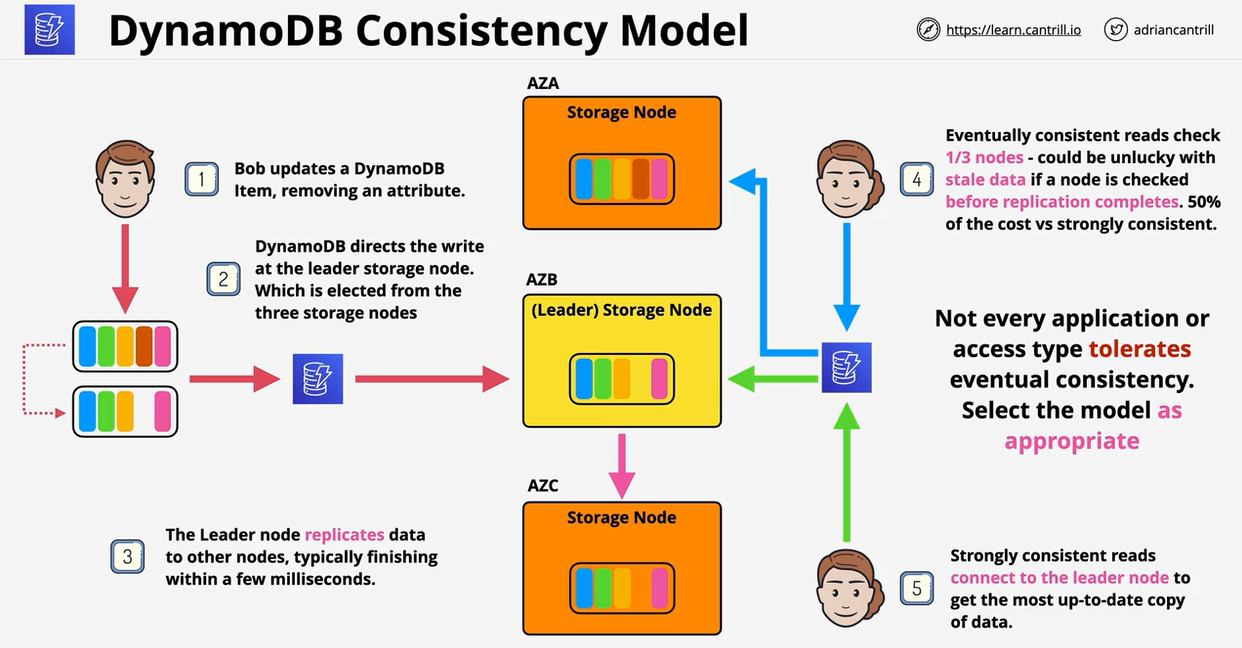 DynamoDB Consistency Model
https://learn.cantrill.io
adriancantrill
1
Bob updates a DynamoDB
Item, removing an attribute.
2
DynamoDB directs the write
at the leader storage node.
Which is elected from the
three storage nodes
3
The Leader node replicates data
to other nodes, typically finishing
within a few milliseconds.
AZA
Storage Node
AZB
(Leader) Storage Node
AZC
Storage Node
4
Eventually consistent reads check
1/3 nodes - could be unlucky with
stale data if a node is checked
before replication completes. 50%
of the cost vs strongly consistent.
Not every application or
access type tolerates
eventual consistency.
Select the model as
appropriate
5
Strongly consistent reads
connect to the leader node to
get the most up-to-date copy
of data.